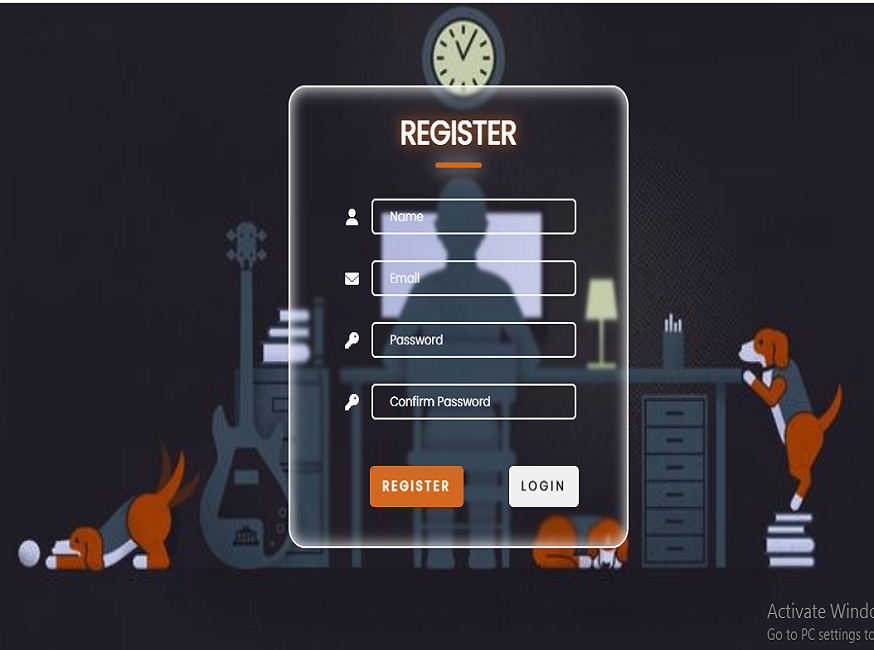 REGISTER
Name
Email
Password
Confirm Password
REGISTER LOGIN
Activate Windo
Go to PC settings to